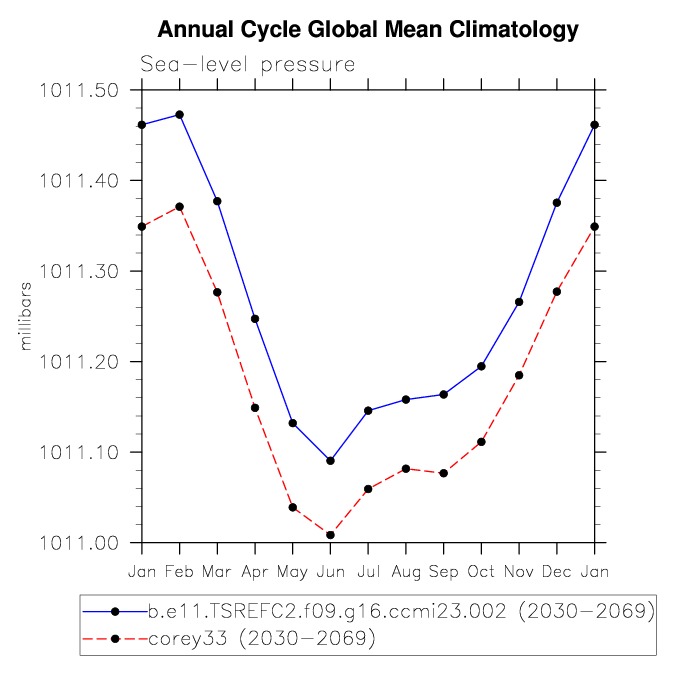 Annual Cycle Global Mean Climatology
Sea-level pressure
1011.50
1011.40
1011.30
1011.20
1011.10
1011.00
millibars
Jan Feb Mar Apr May Jun Jul Aug Sep Oct Nov Dec Jan
b.e11.TSREFC2.f09.g16.ccmi23.002 (2030-2069)
corey33 (2030-2069)